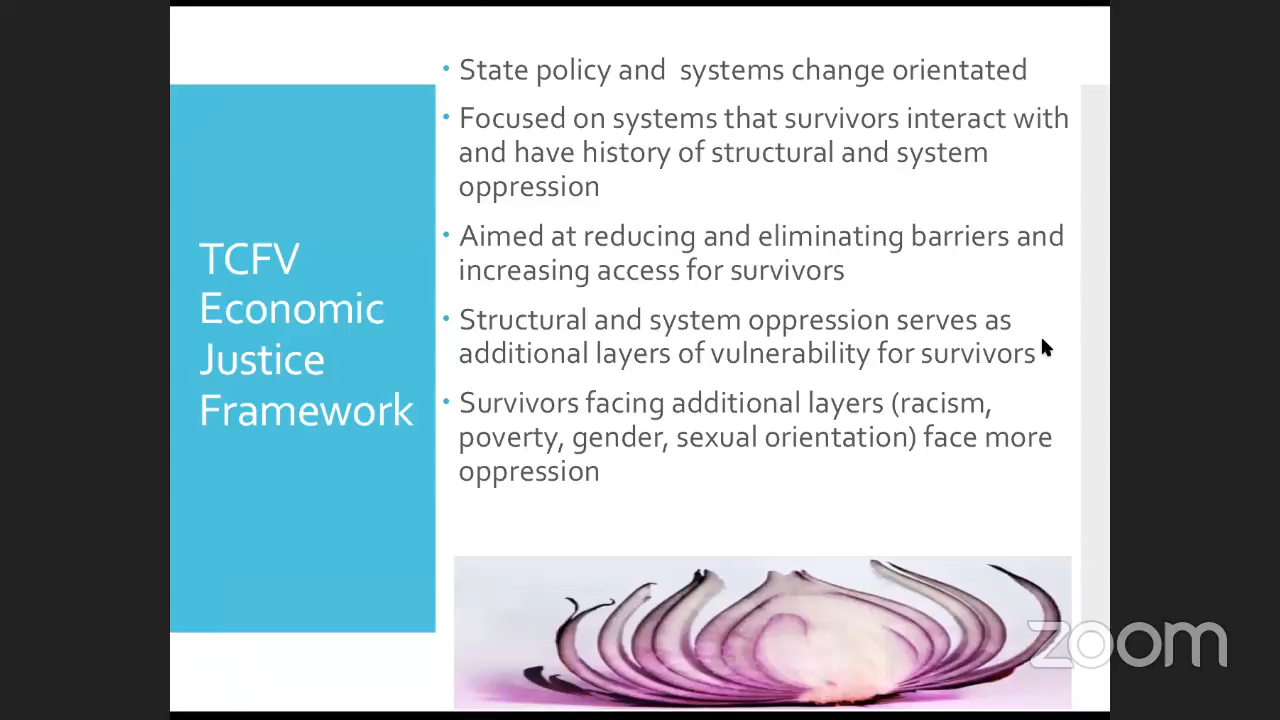 TCFV
Economic
Justice
Framework
• State policy and  systems change orientated
• Focused on systems that survivors interact with
and have history of structural and system
oppression
• Aimed at reducing and eliminating barriers and
increasing access for survivors
• Structural and system oppression serves as
additional layers of vulnerability for survivors
• Survivors facing additional layers (racism,
poverty, gender, sexual orientation) face more
oppression
zoom